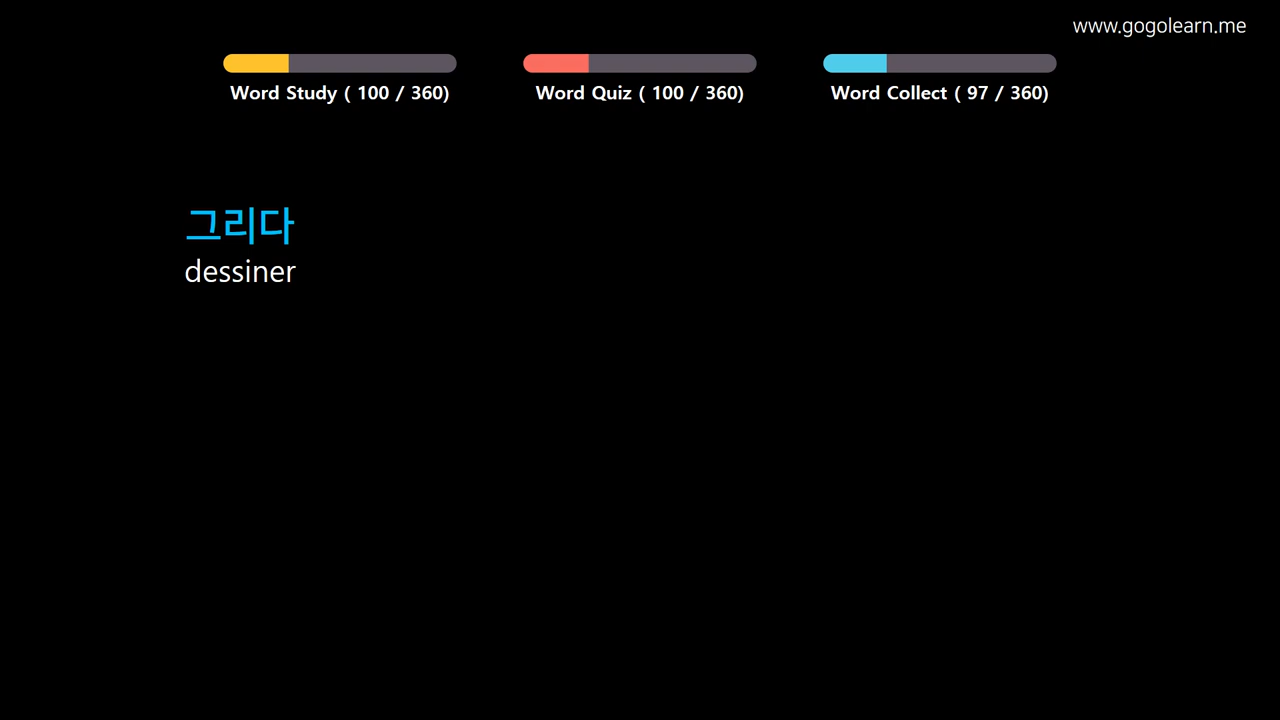 www.gogolearn.me
Word Study ( 100 / 360)
Word Quiz ( 100 / 360)
Word Collect ( 97 / 360)
그리다
dessiner